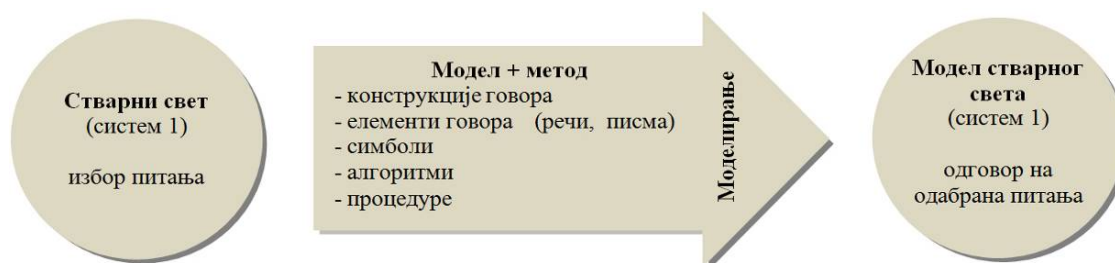 Стварни свет
(систем 1)
избор питања
Модел + метод
- конструкције говора
- елементи говора (речи, писма)
- симболи
- алгоритми
- процедуре
Моделирање
Модел стварног
света
(систем 1)
одговор на
одабрана питања